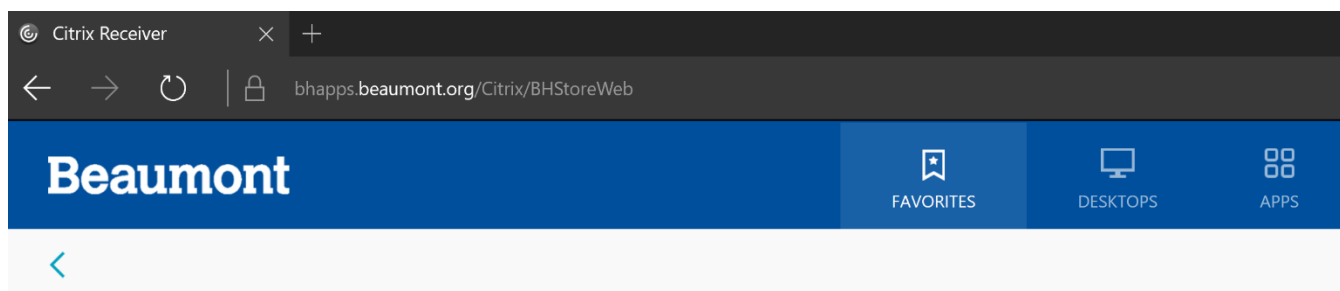 Citrix Receiver
bhapps.beaumont.org/Citrix/BHStoreWeb
Beaumont
FAVORITES
DESKTOPS
APPS